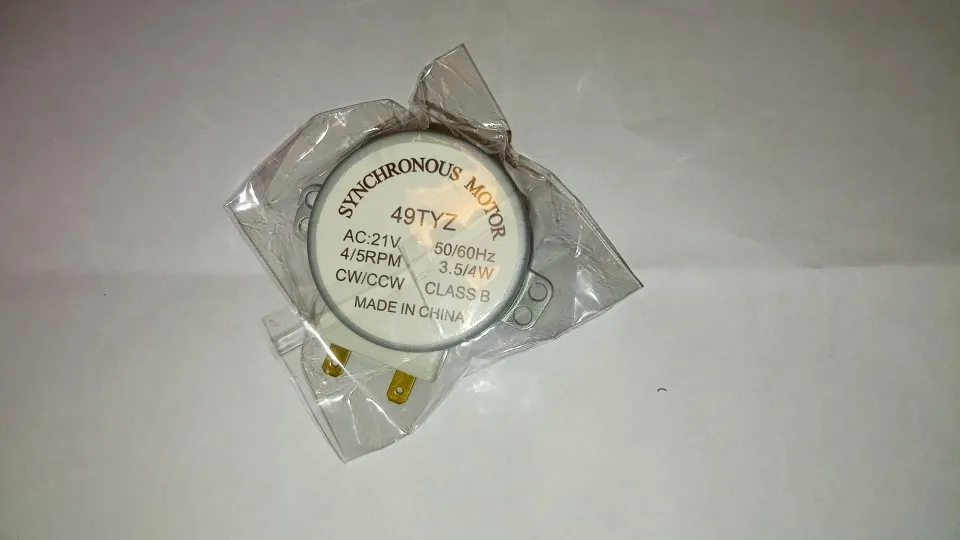 SYNCHRONOUS MOTOR
49TYZ
AC:21V 50/60Hz
4/5RPM 3.5/4W
CW/CCW CLASS B
MADE IN CHINA